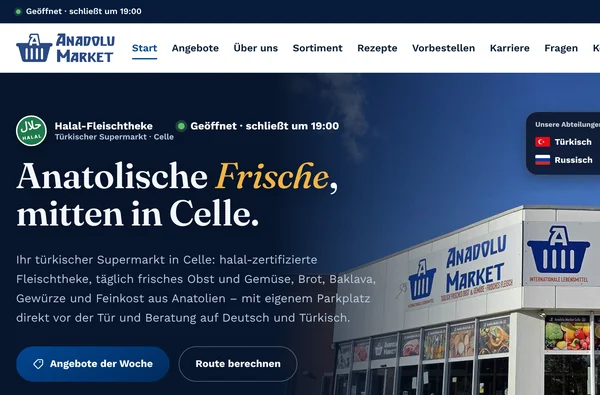 Geöffnet · schließt um 19:00
ANADOLU
MARKET
Start Angebote Über uns Sortiment Rezepte Vorbestellen Karriere Fragen
حلال
HALAL
Halal-Fleischtheke
Türkischer Supermarkt · Celle
Geöffnet · schließt um 19:00
Unsere Abteilungen
Türkisch
Russisch
Anatolische Frische,
mitten in Celle.
Ihr türkischer Supermarkt in Celle: halal-zertifizierte
Fleischtheke, täglich frisches Obst und Gemüse, Brot, Baklava,
Gewürze und Feinkost aus Anatolien – mit eigenem Parkplatz
direkt vor der Tür und Beratung auf Deutsch und Türkisch.
ANADOLU
MARKET
INTERNATIONALE LEBENSMITTEL
Angebote der Woche
Route berechnen